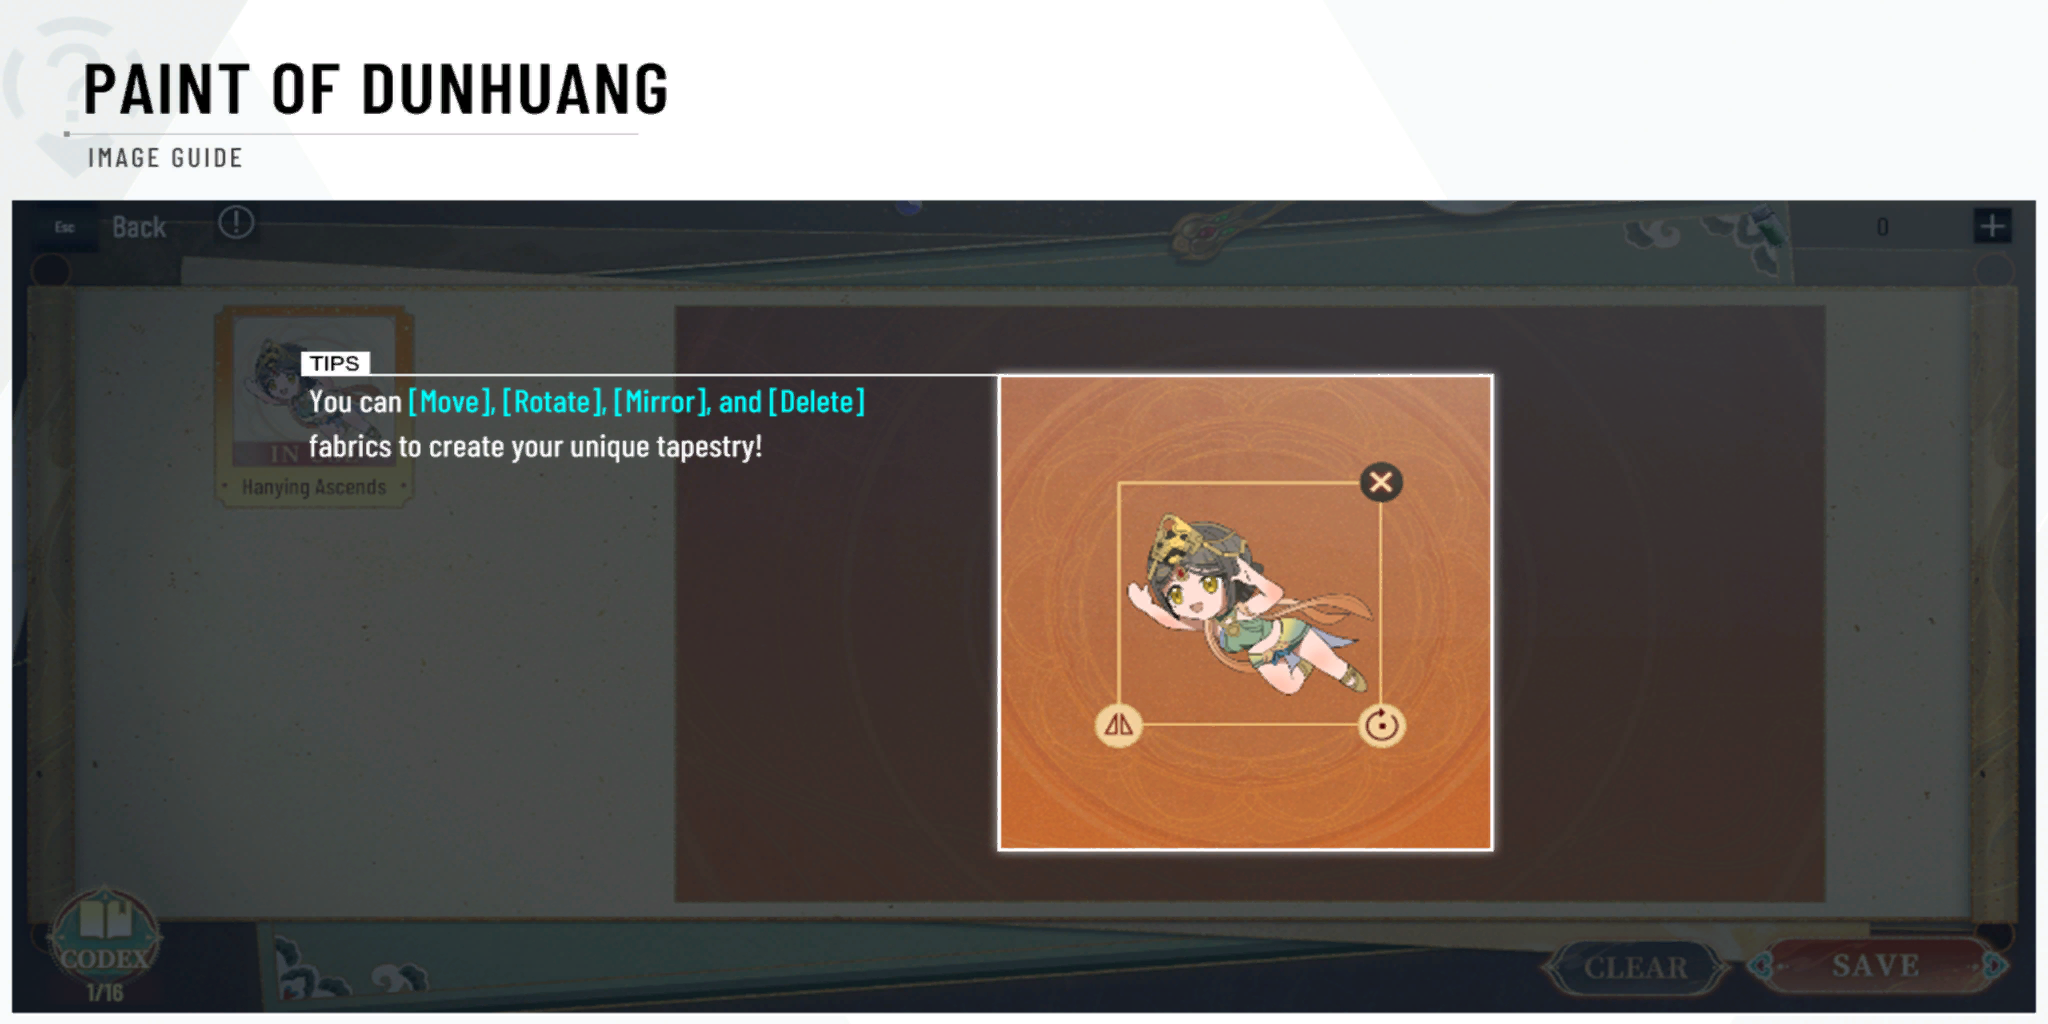 PAINT OF DUNHUANG
IMAGE GUIDE
Esc Back
0
TIPS
You can [Move], [Rotate], [Mirror], and [Delete]
fabrics to create your unique tapestry!
IN
Hanying Ascends
CODEX
1/16
CLEAR
SAVE